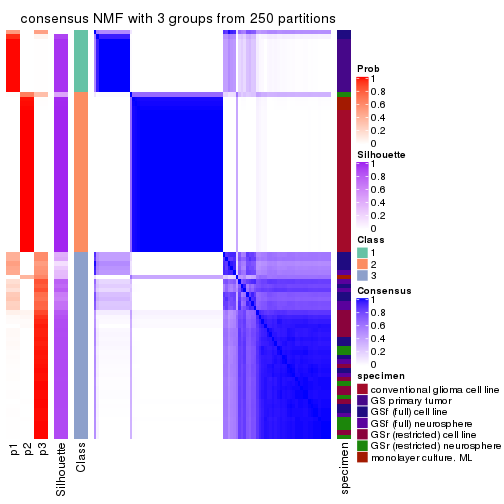 consensus NMF with 3 groups from 250 partitions
Prob
1
0.8
0.6
0.4
0.2
0
Silhouette
1
0.8
0.6
0.4
0.2
0
Class
1
2
3
Consensus
1
0.8
0.6
0.4
0.2
0
specimen
conventional glioma cell line
GS primary tumor
GSf (full) cell line
GSf (full) neurosphere
GSr (restricted) cell line
GSr (restricted) neurosphere
monolayer culture. ML
p1
p2
p3
Silhouette
Class
specimen